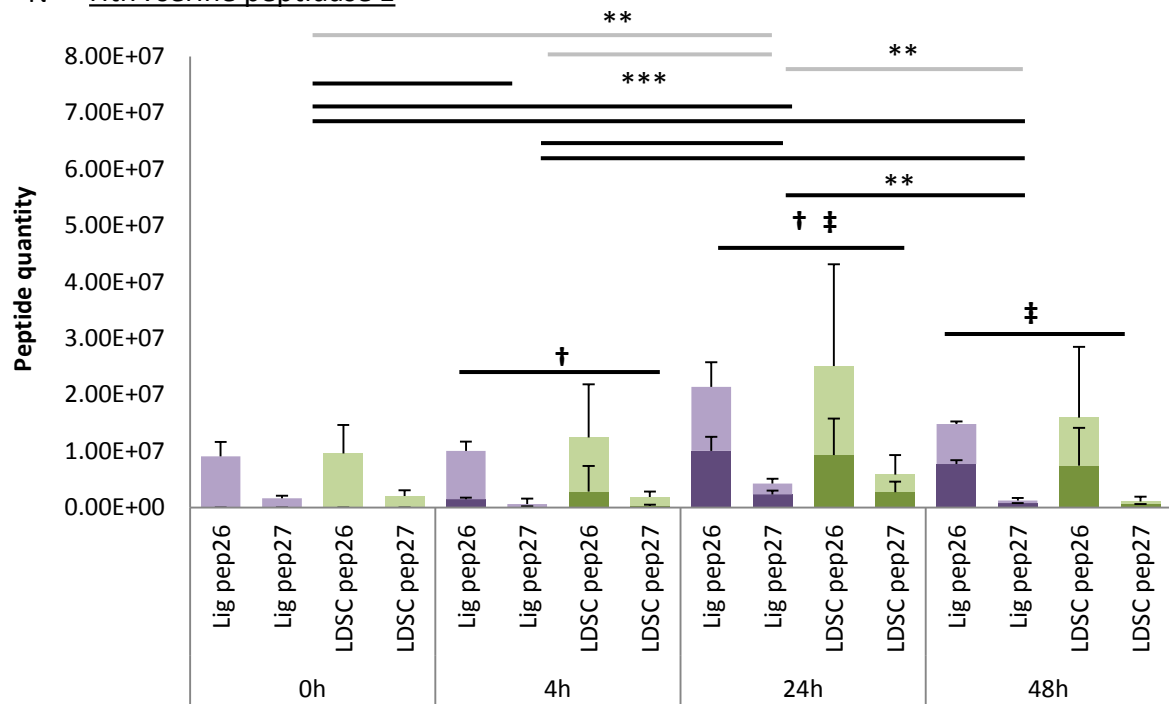 **
8.00E+07
**
***
7.00E+07
6.00E+07
**
5.00E+07
† ‡
4.00E+07
3.00E+07
‡
†
2.00E+07
1.00E+07
0.00E+00
Peptide quantity
Lig pep26
Lig pep27
LDSC pep26
LDSC pep27
Lig pep26
Lig pep27
LDSC pep26
LDSC pep27
Lig pep26
Lig pep27
LDSC pep26
LDSC pep27
Lig pep26
Lig pep27
LDSC pep26
LDSC pep27
0h
4h
24h
48h